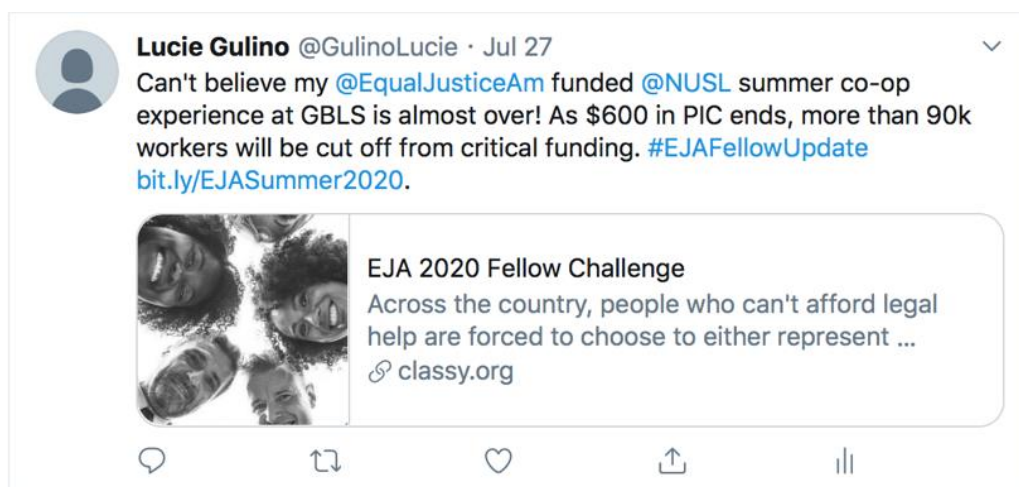 Lucie Gulino @GulinoLucie · Jul 27
Can't believe my @EqualJusticeAm funded @NUSL summer co-op
experience at GBLS is almost over! As $600 in PIC ends, more than 90k
workers will be cut off from critical funding. #EJAFellowUpdate
bit.ly/EJASummer2020.
EJA 2020 Fellow Challenge
Across the country, people who can't afford legal
help are forced to choose to either represent ...
classy.org